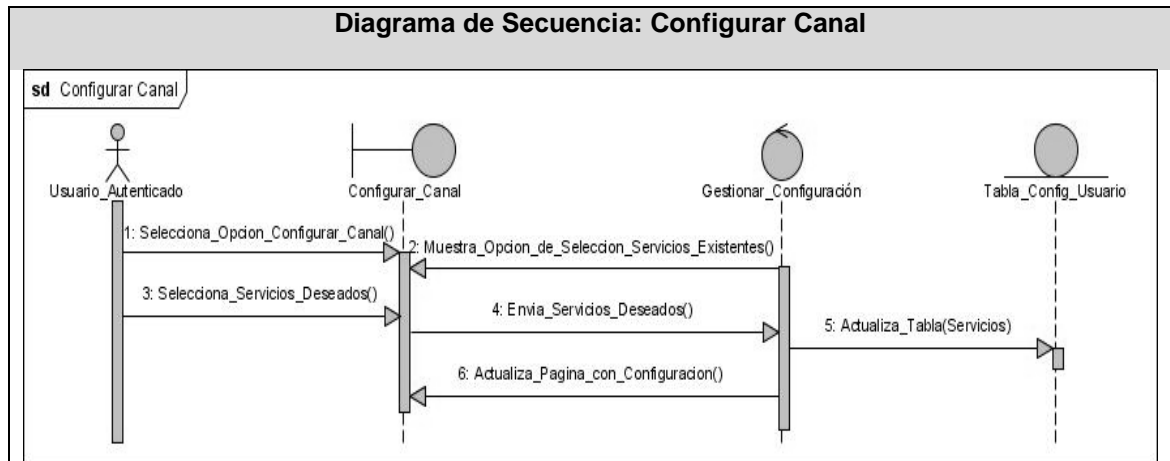 Diagrama de Secuencia: Configurar Canal
sd Configurar Canal
Usuario_Autenticado
Configurar_Canal
Gestionar_Configuración
Tabla_Config_Usuario
1: Selecciona_Opcion_Configurar_Canal()
2: Muestra_Opcion_de_Seleccion_Servicios_Existentes()
3: Selecciona_Servicios_Deseados()
4: Envia_Servicios_Deseados()
5: Actualiza_Tabla(Servicios)
6: Actualiza_Pagina_con_Configuracion()